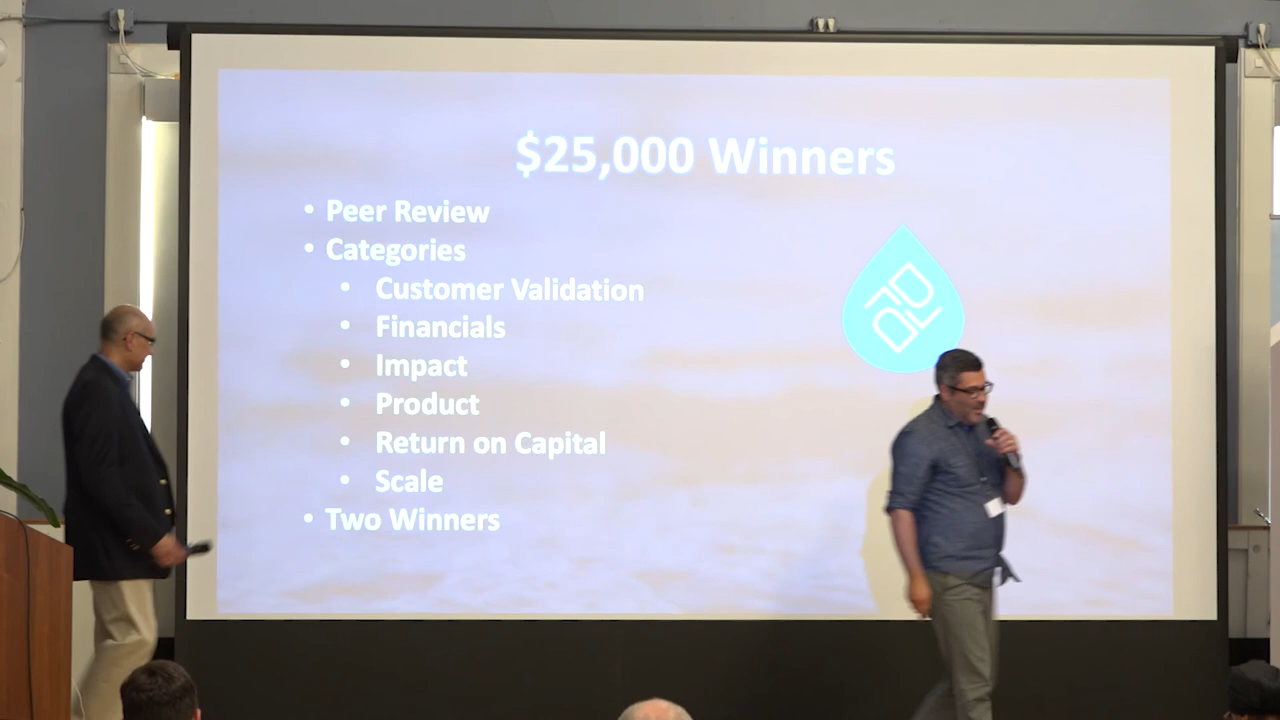 $25,000 Winners
• Peer Review
• Categories
• Customer Validation
• Financials
• Impact
• Product
• Return on Capital
• Scale
• Two Winners